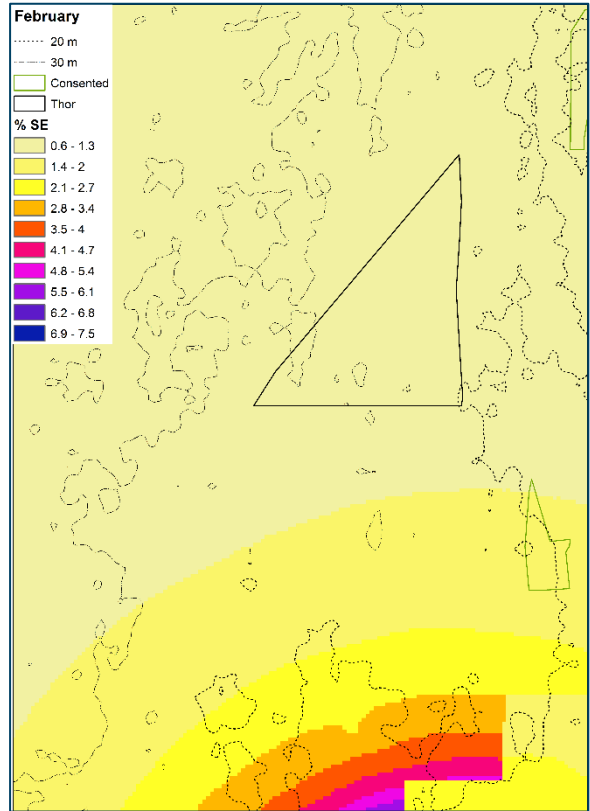 February
20 m
30 m
Consented
Thor
% SE
0.6 - 1.3
1.4 - 2
2.1 - 2.7
2.8 - 3.4
3.5 - 4
4.1 - 4.7
4.8 - 5.4
5.5 - 6.1
6.2 - 6.8
6.9 - 7.5